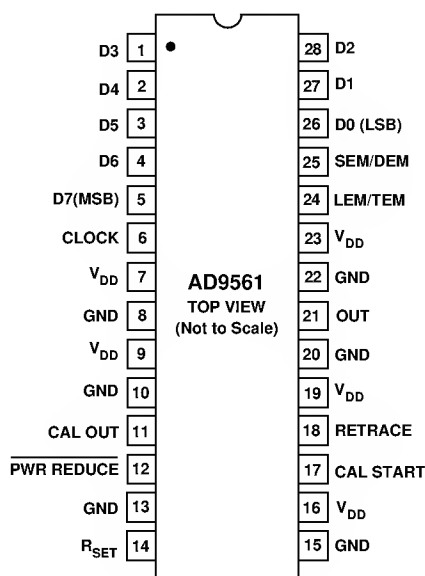 D3 1 28 D2
D4 2 27 D1
D5 3 26 D0 (LSB)
D6 4 25 SEM/DEM
D7(MSB) 5 24 LEM/TEM
CLOCK 6 23 VDD
VDD 7 22 GND
AD9561
TOP VIEW
(Not to Scale)
GND 8 21 OUT
VDD 9 20 GND
GND 10 19 VDD
CAL OUT 11 18 RETRACE
PWR REDUCE 12 17 CAL START
GND 13 16 VDD
RSET 14 15 GND